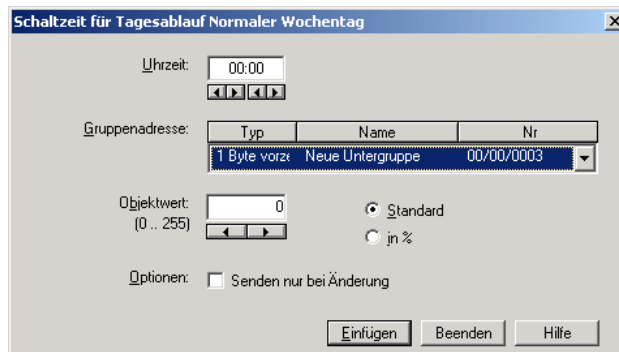 Schaltzeit für Tagesablauf Normaler Wochentag
Uhrzeit: 00:00
Gruppenadresse: Typ Name Nr
1 Byte vorze Neue Untergruppe 00/00/0003
Objektwert: 0 Standard
(0 .. 255) in %
Optionen: Senden nur bei Änderung
Einfügen Beenden Hilfe